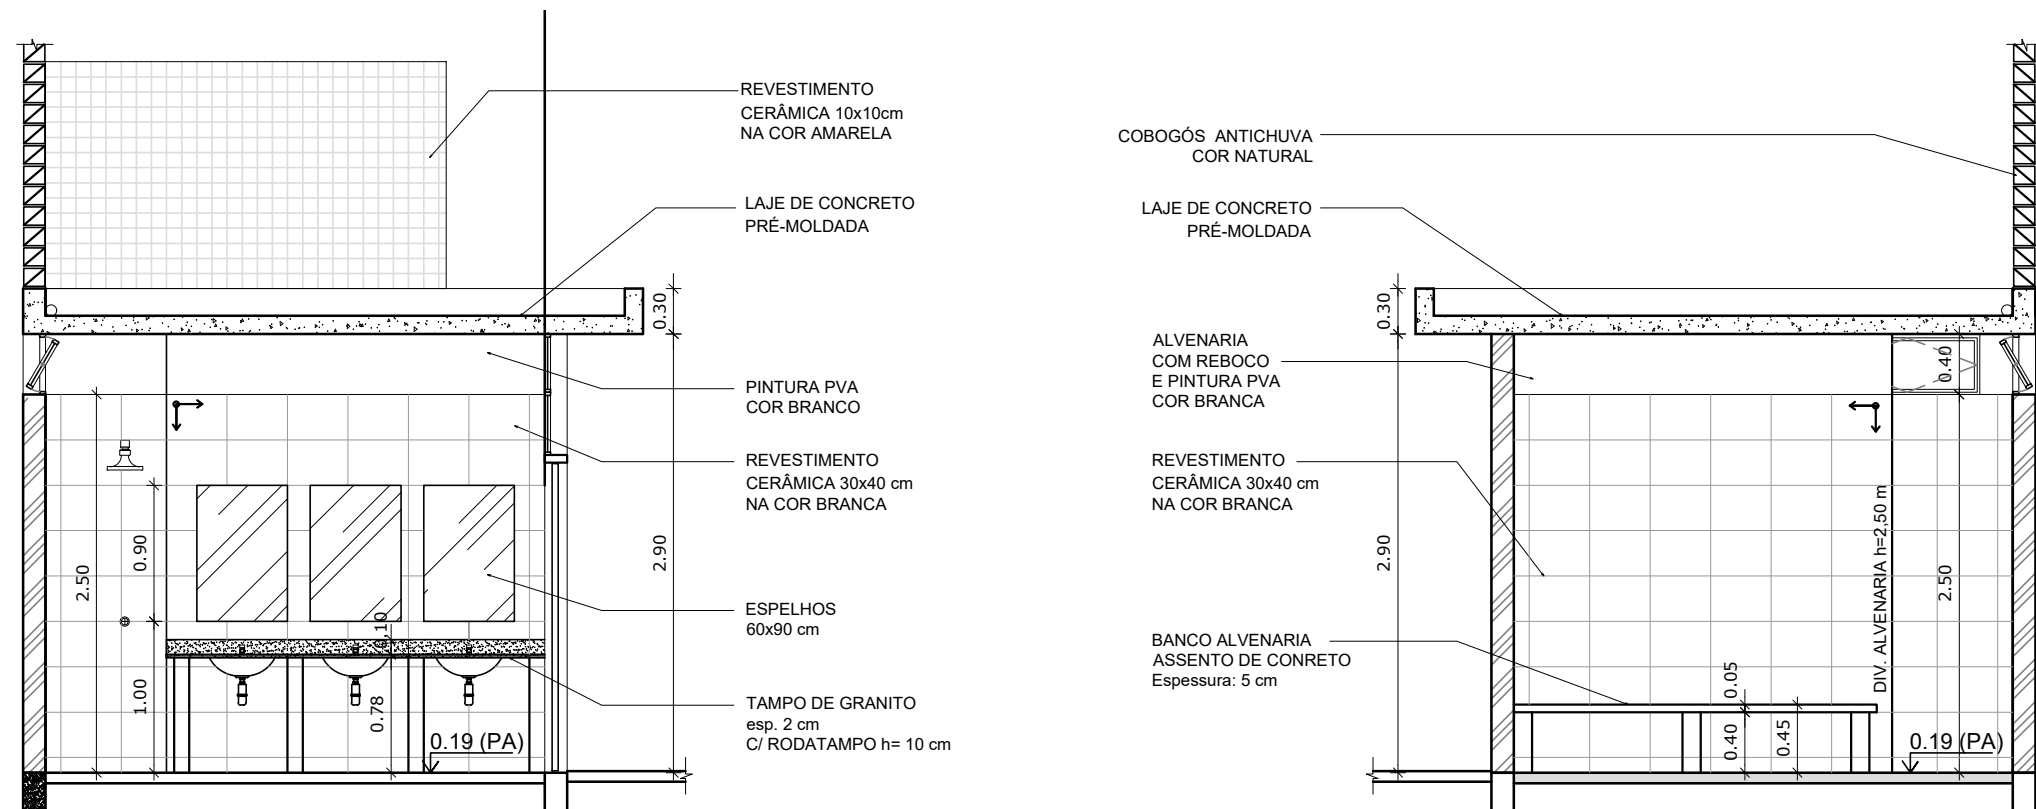 REVESTIMENTO
CERÂMICA 10x10cm
NA COR AMARELA
LAJE DE CONCRETO
PRÉ-MOLDADA
0.30
PINTURA PVA
COR BRANCO
REVESTIMENTO
CERÂMICA 30x40 cm
NA COR BRANCA
2.50
0.90
2.90
ESPELHOS
60x90 cm
0,10
1.00
0.78
TAMPO DE GRANITO
esp. 2 cm
C/ RODATAMPO h= 10 cm
0.19 (PA)
COBOGÓS ANTICHUVA
COR NATURAL
LAJE DE CONCRETO
PRÉ-MOLDADA
0.30
ALVENARIA
COM REBOCO
E PINTURA PVA
COR BRANCA
0.40
REVESTIMENTO
CERÂMICA 30x40 cm
NA COR BRANCA
2.90
DIV. ALVENARIA h=2,50 m
2.50
BANCO ALVENARIA
ASSENTO DE CONRETO
Espessura: 5 cm
0.05
0.40
0.45
0.19 (PA)